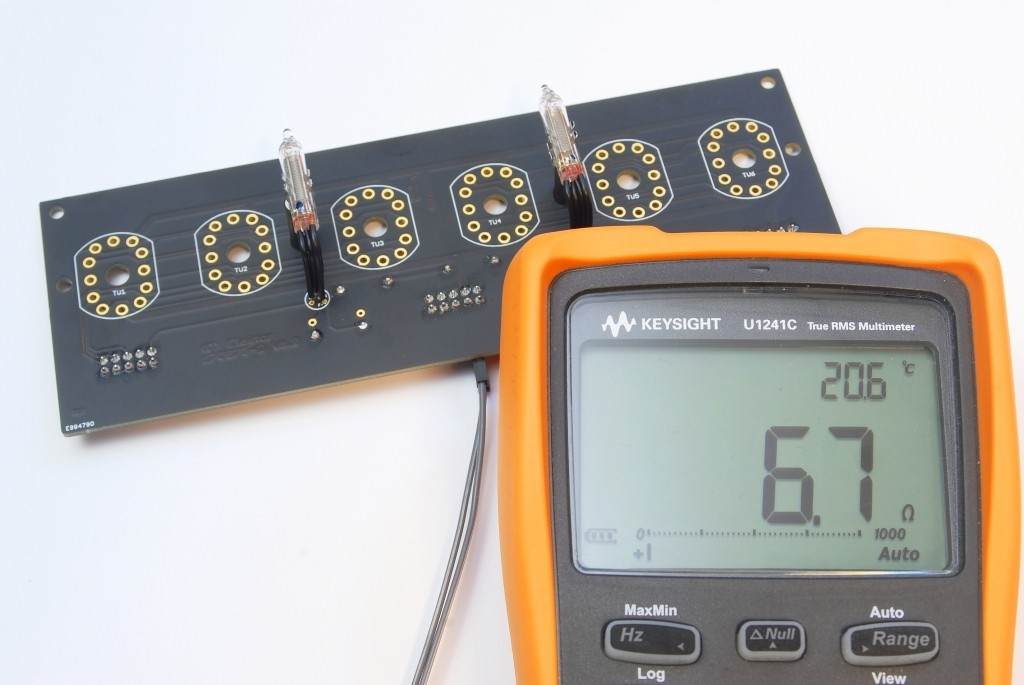 TU1
TU2
TU3
TU4
TU5
TU6
E994790
KEYSIGHT U1241C True RMS Multimeter
20.6 °C
6.7 Ω
0 1000
+ Auto
MaxMin Auto
Hz ΔNull Range
Log View